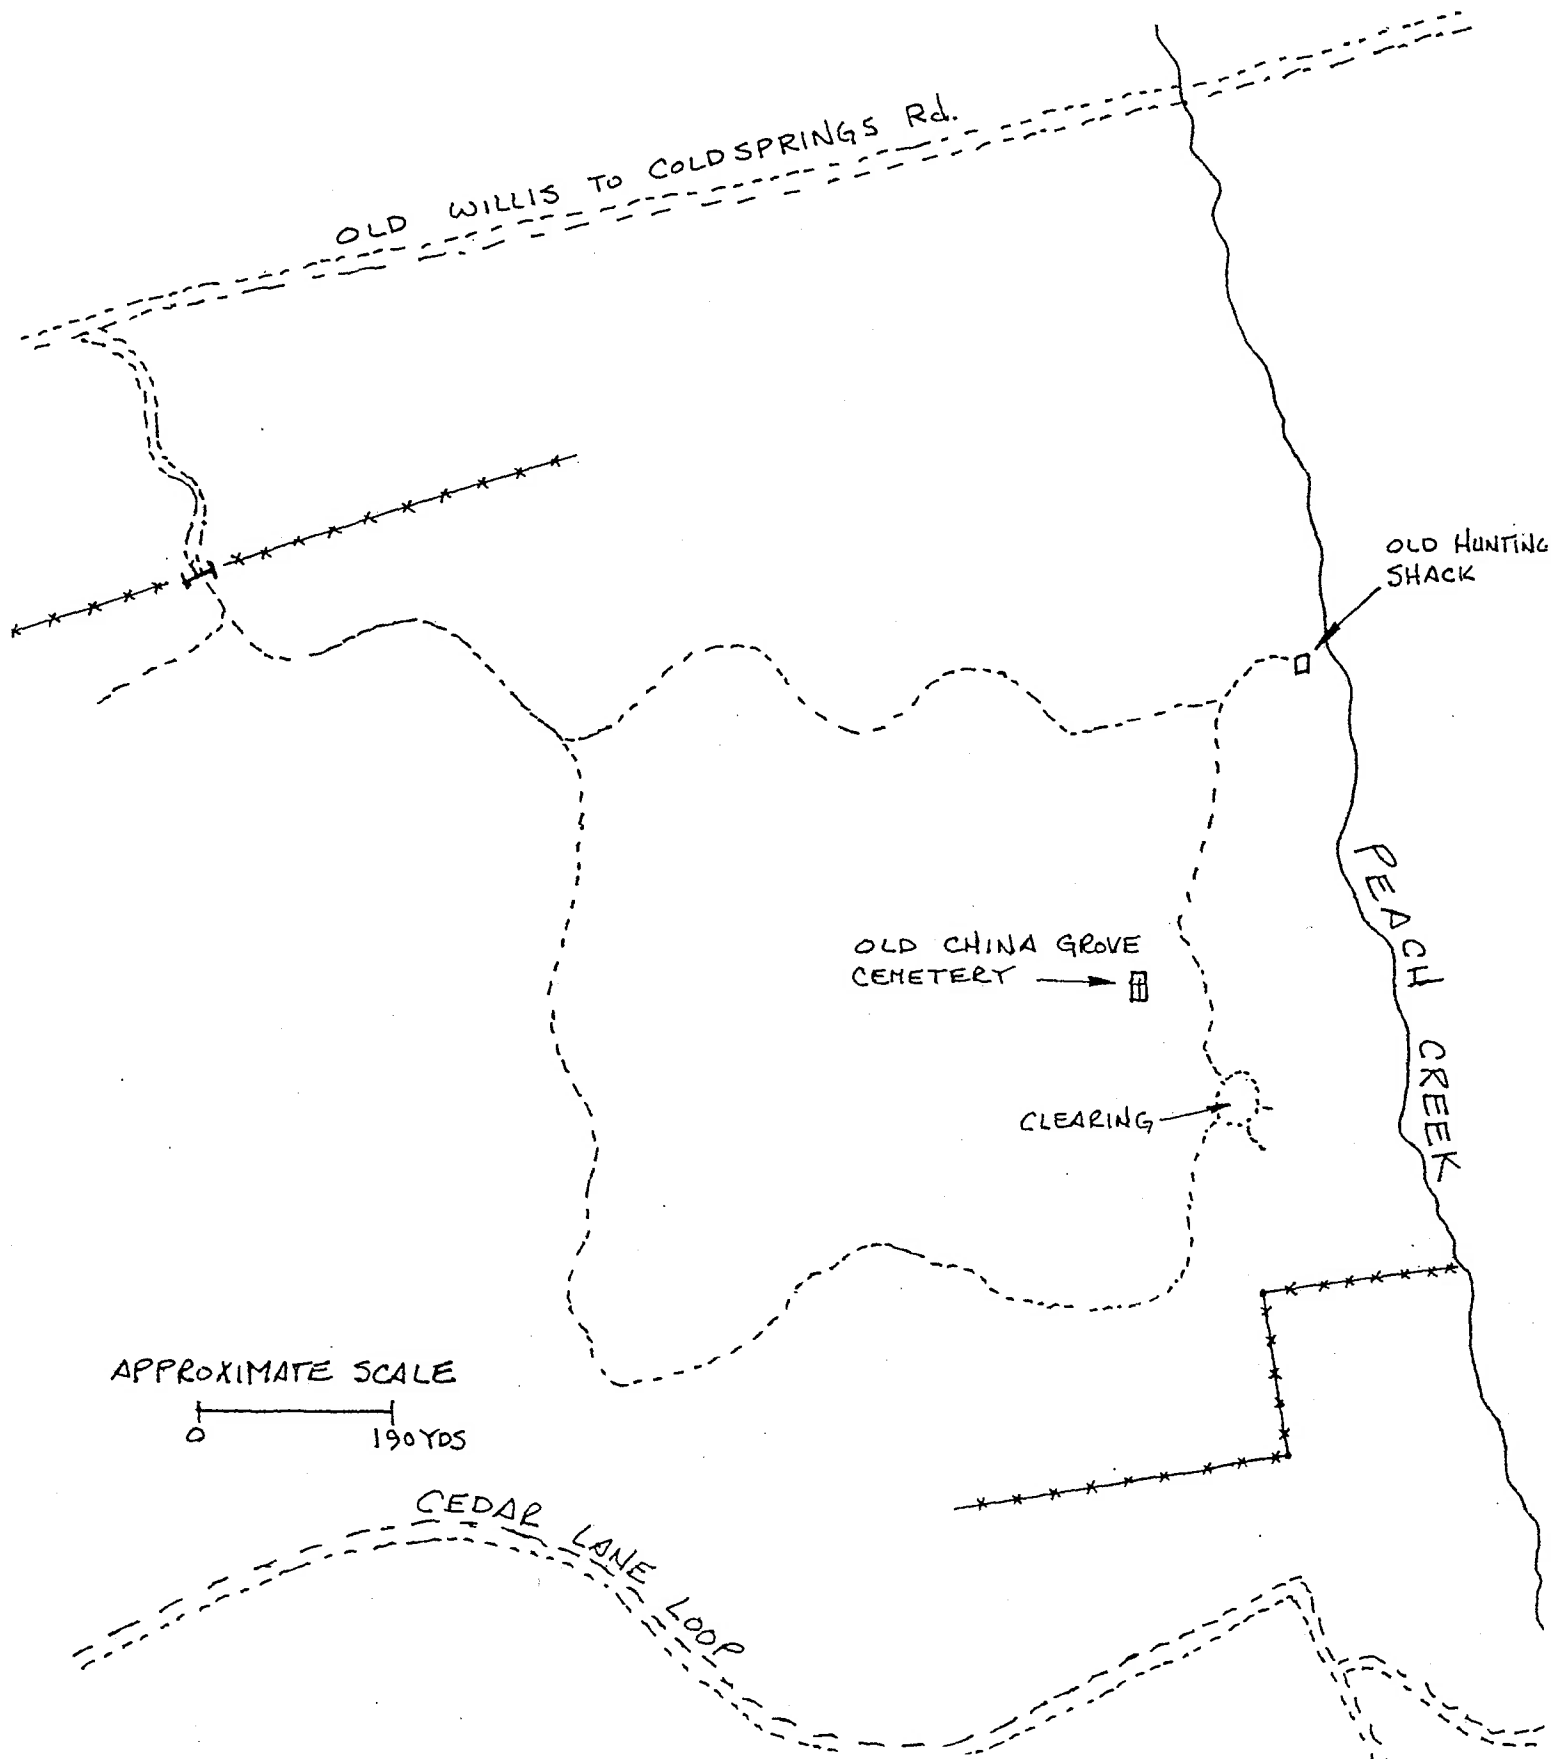 OLD WILLIS TO COLDSPRINGS Rd.
OLD HUNTING
SHACK
PEACH CREEK
OLD CHINA GROVE
CEMETERY
CLEARING
APPROXIMATE SCALE
0 190 YDS
CEDAR LANE LOOP